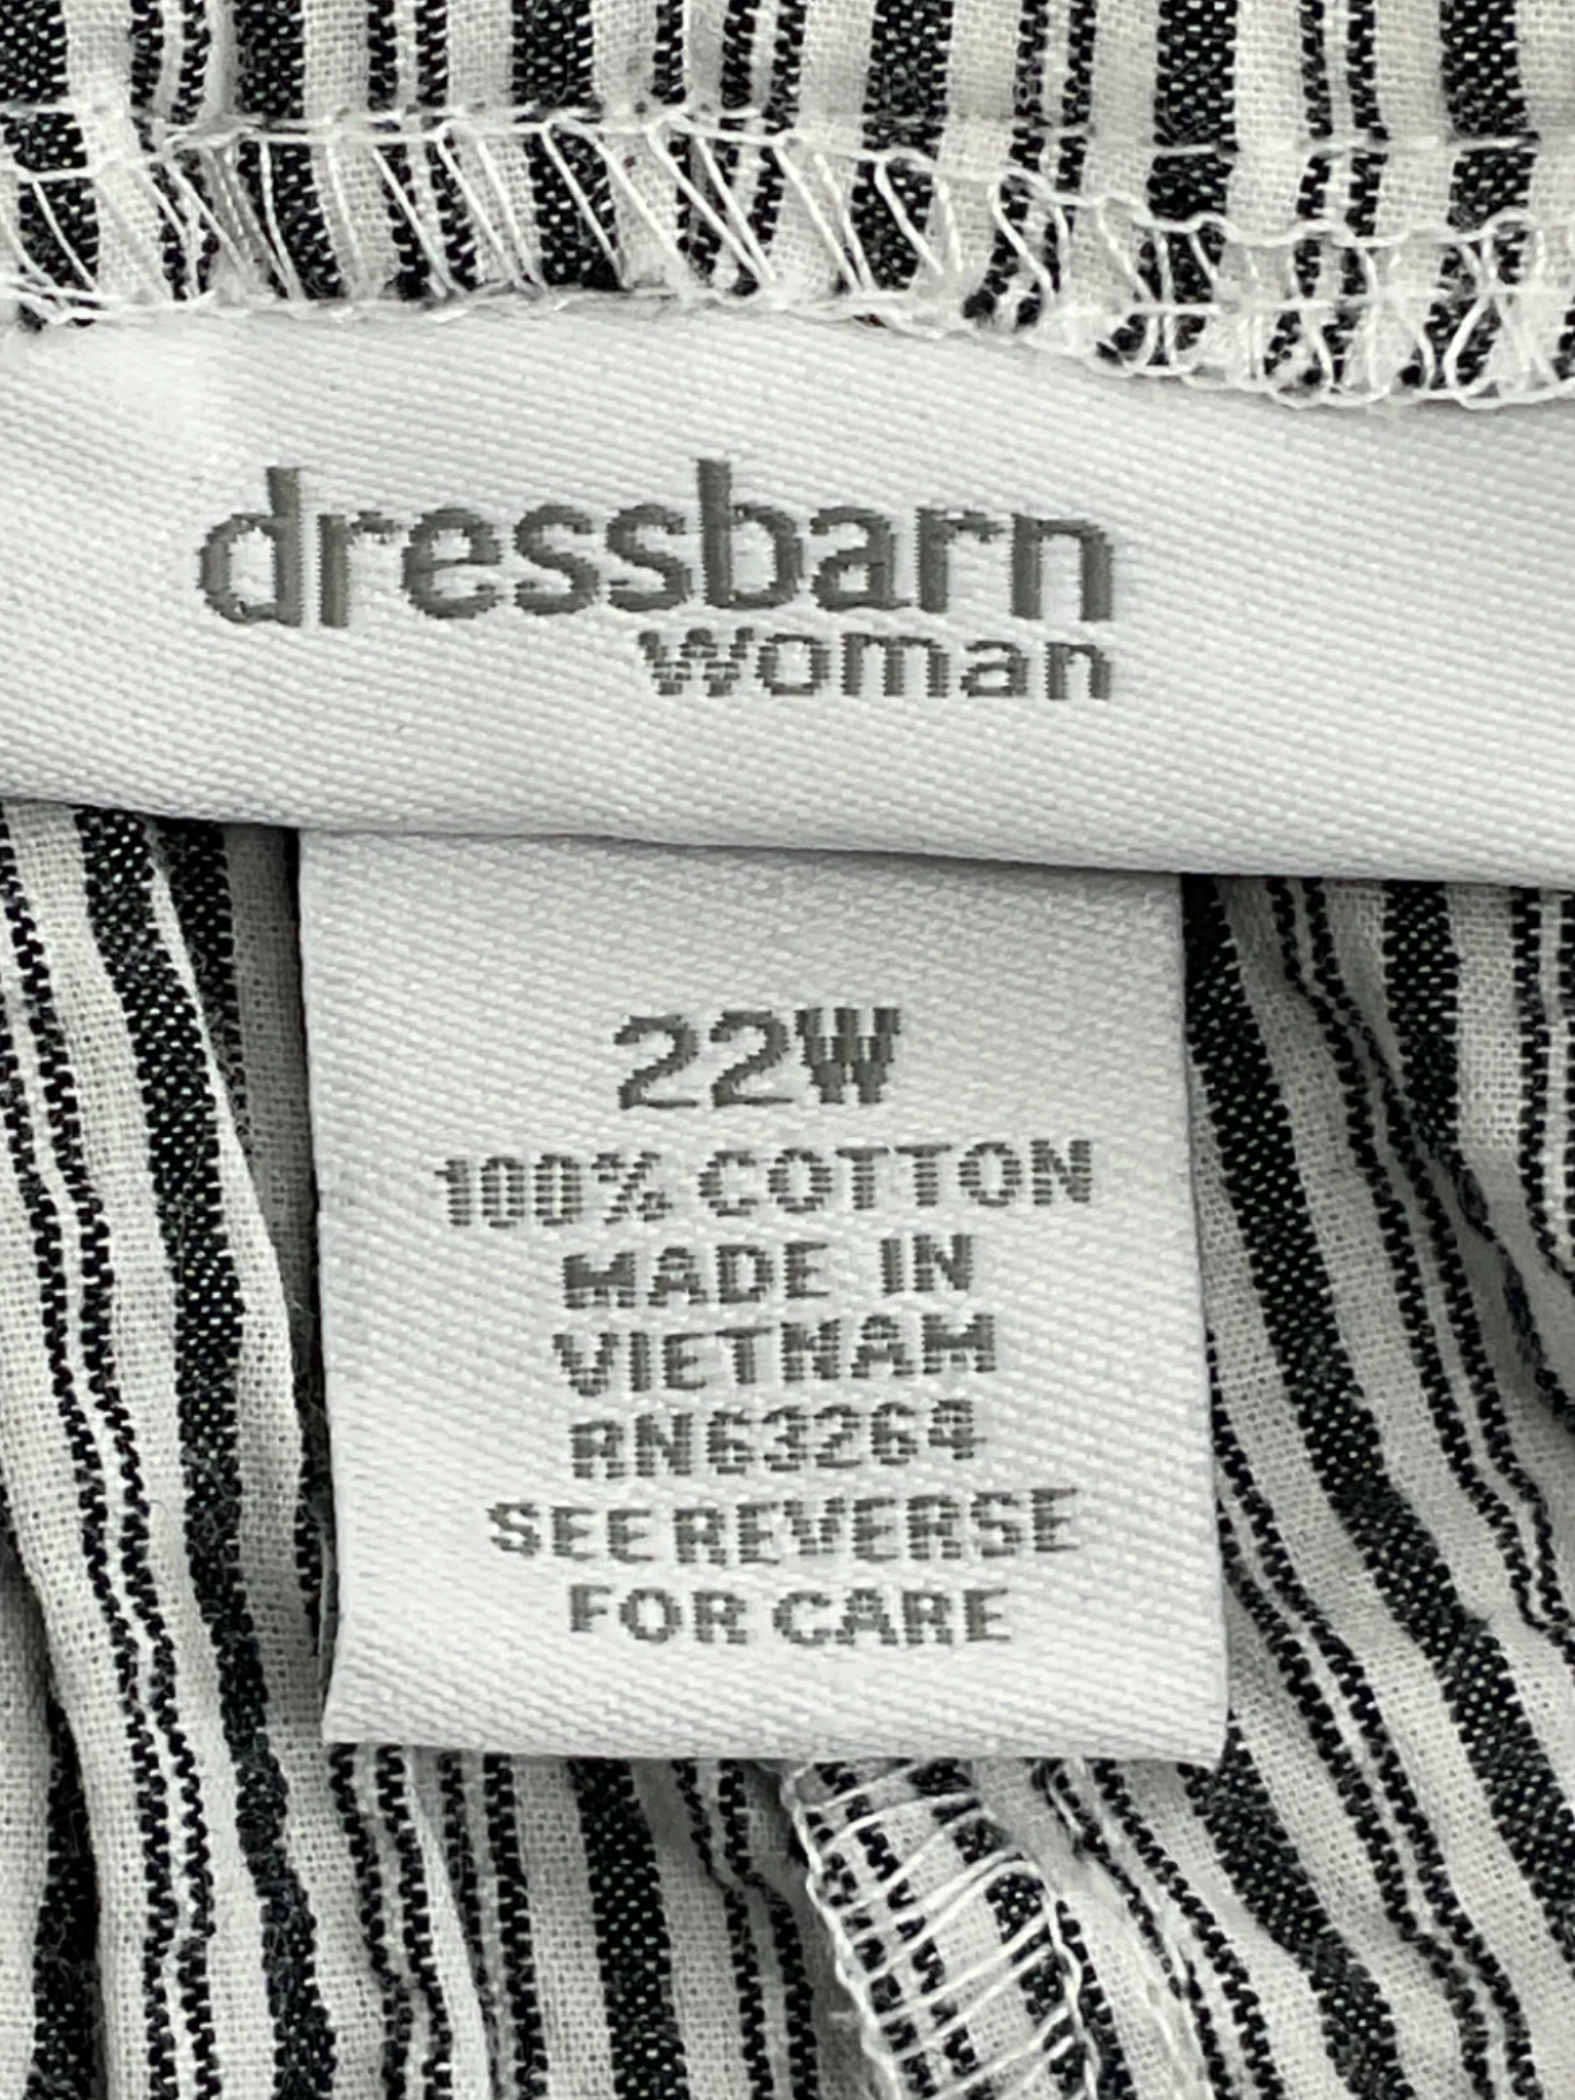 dressbarn
woman
22W
100% COTTON
MADE IN
VIETNAM
RN63264
SEE REVERSE
FOR CARE